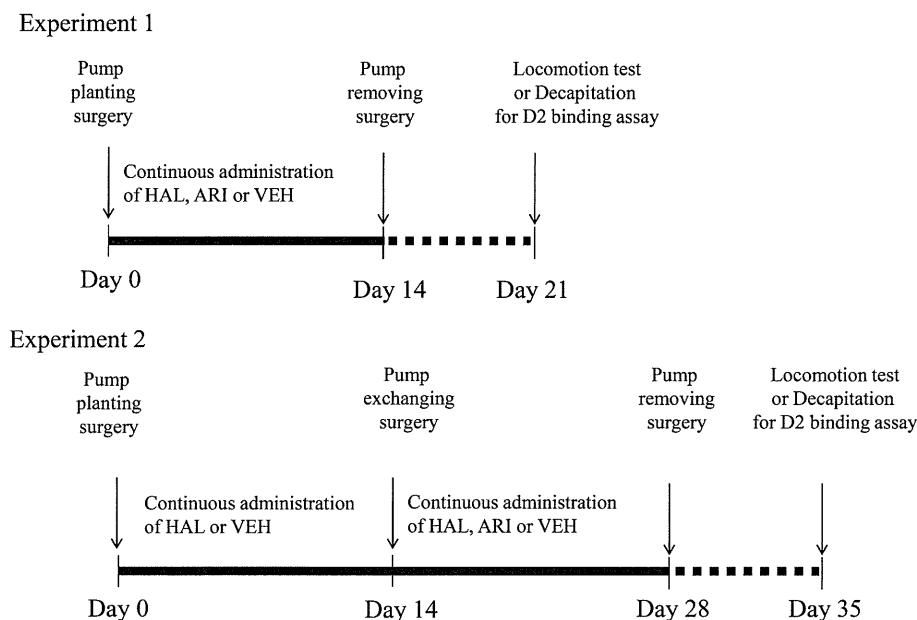 Experiment 1
Pump
planting
surgery
Pump
removing
surgery
Locomotion test
or Decapitation
for D2 binding assay
Continuous administration
of HAL, ARI or VEH
Day 0
Day 14
Day 21
Experiment 2
Pump
planting
surgery
Pump
exchanging
surgery
Pump
removing
surgery
Locomotion test
or Decapitation
for D2 binding assay
Continuous administration
of HAL or VEH
Continuous administration
of HAL, ARI or VEH
Day 0
Day 14
Day 28
Day 35